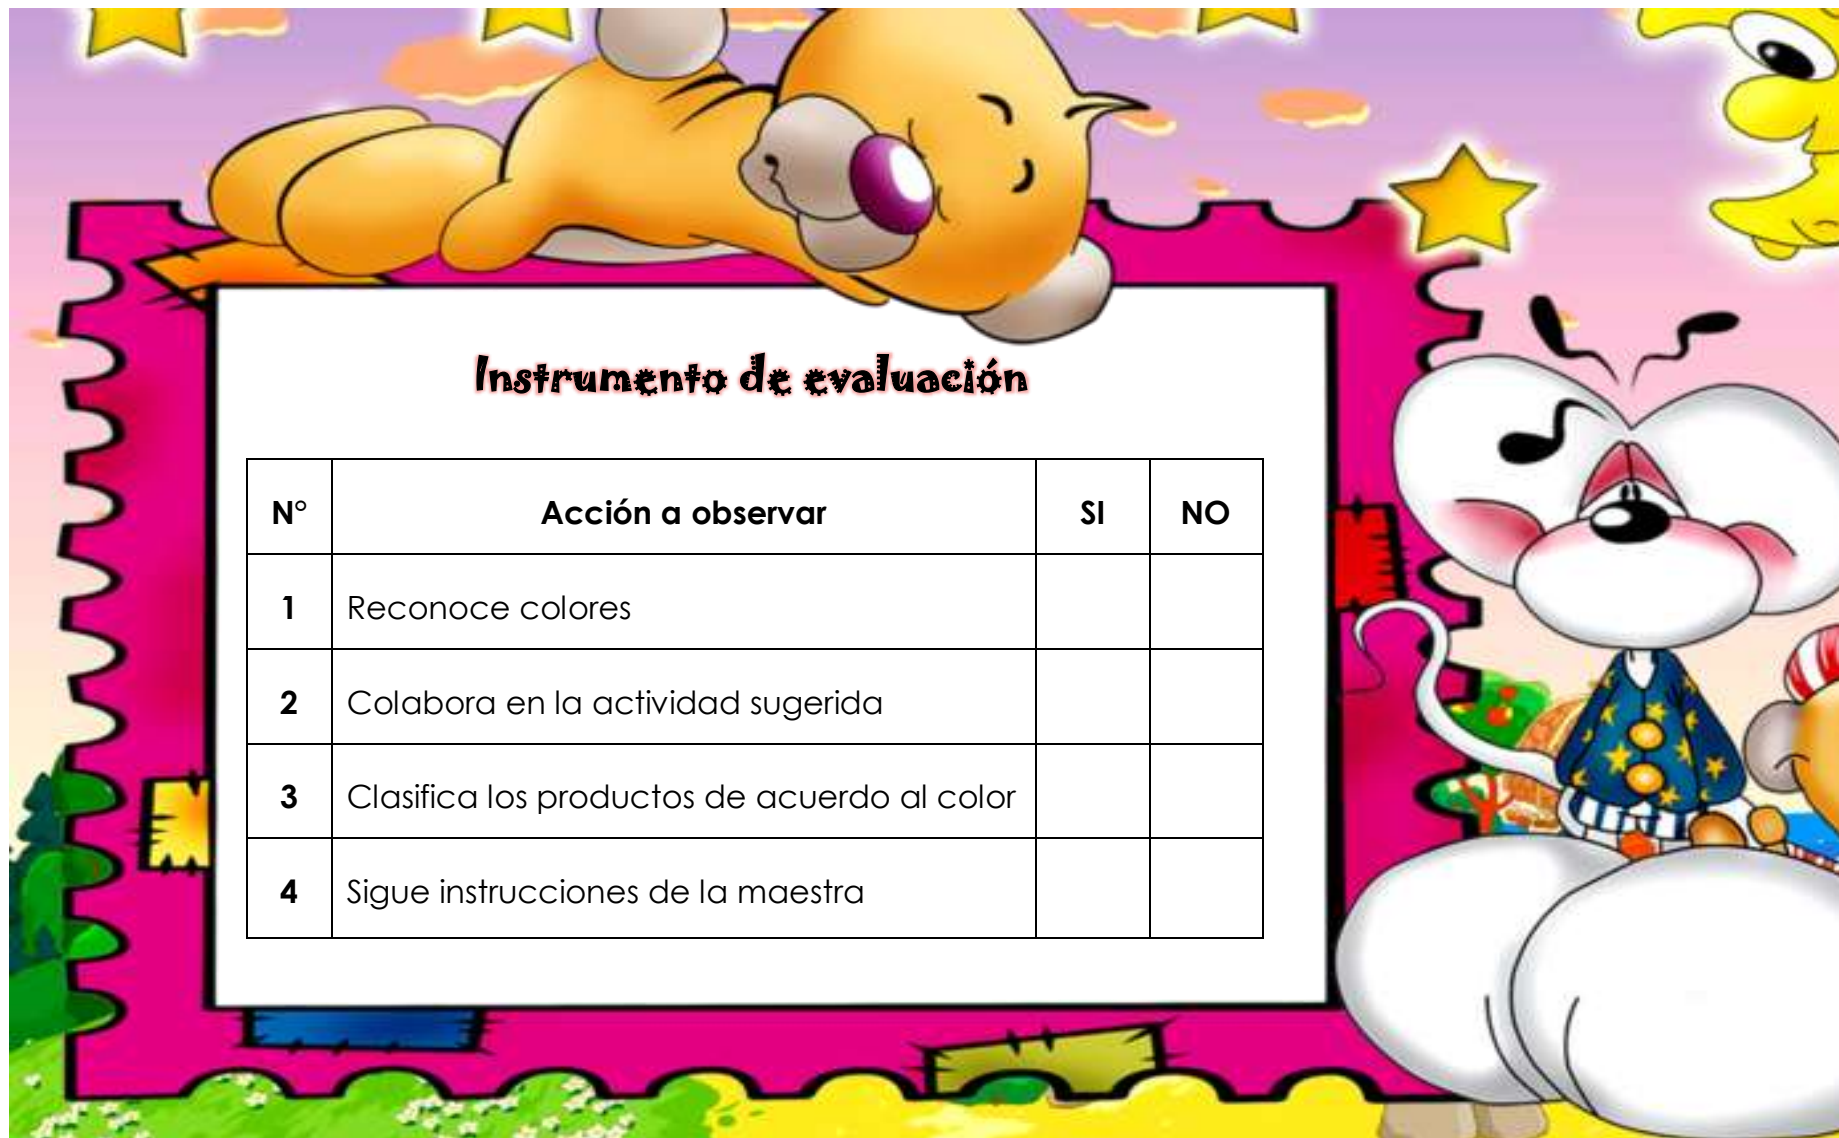 Instrumento de evaluación
N° Acción a observar SI NO
1 Reconoce colores
2 Colabora en la actividad sugerida
3 Clasifica los productos de acuerdo al color
4 Sigue instrucciones de la maestra